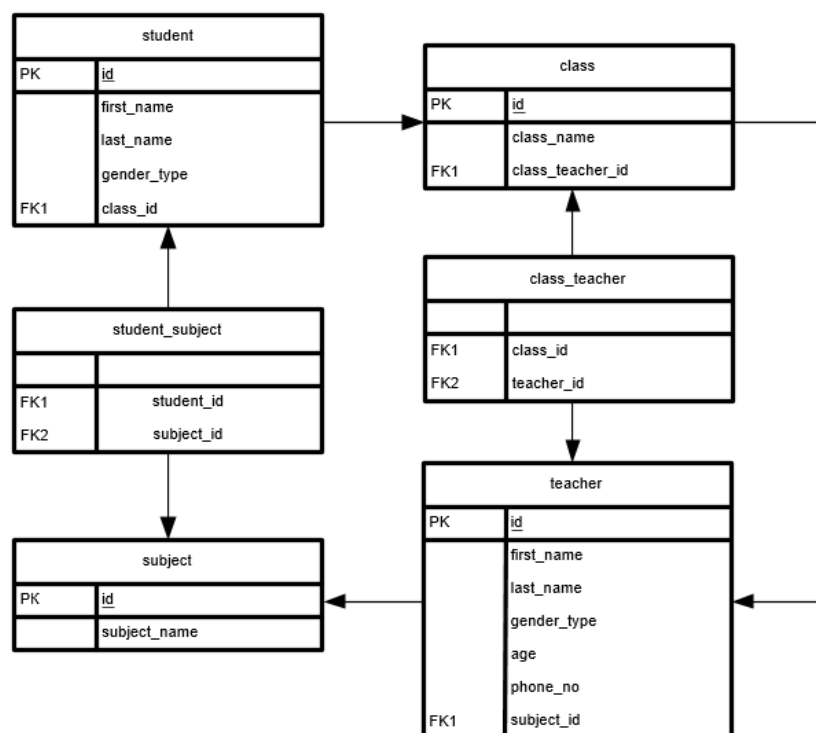 student
PK id
first_name
last_name
gender_type
FK1 class_id
class
PK id
class_name
FK1 class_teacher_id
class_teacher
FK1 class_id
FK2 teacher_id
student_subject
FK1 student_id
FK2 subject_id
teacher
PK id
first_name
last_name
gender_type
age
phone_no
FK1 subject_id
subject
PK id
subject_name